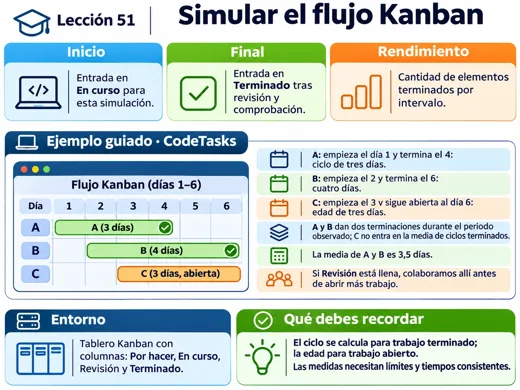 Lección 51
Simular el flujo Kanban
Inicio
Entrada en
En curso para
esta simulación.
Final
Entrada en
Terminado tras
revisión y
comprobación.
Rendimiento
Cantidad de elementos
terminados por
intervalo.
Ejemplo guiado · CodeTasks
Flujo Kanban (días 1–6)
Día 1 2 3 4 5 6
A A (3 días)
B B (4 días)
C C (3 días, abierta)
A: empieza el día 1 y termina el 4:
ciclo de tres días.
B: empieza el 2 y termina el 6:
cuatro días.
C: empieza el 3 y sigue abierta al día 6:
edad de tres días.
A y B dan dos terminaciones durante el periodo
observado; C no entra en la media de ciclos terminados.
La media de A y B es 3,5 días.
Si Revisión está llena, colaboramos allí antes
de abrir más trabajo.
Entorno
Tablero Kanban con
columnas: Por hacer, En curso,
Revisión y Terminado.
Qué debes recordar
El ciclo se calcula para trabajo terminado;
la edad para trabajo abierto.
Las medidas necesitan límites y tiempos consistentes.